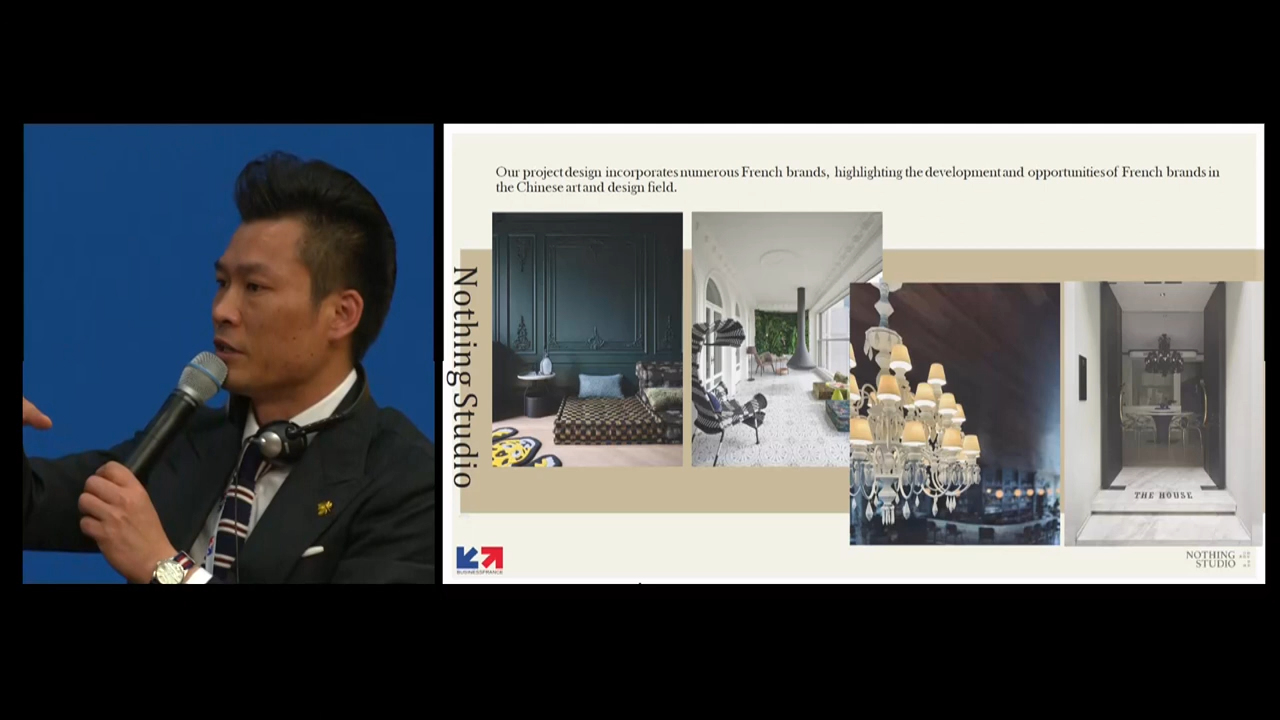 Our project design incorporates numerous French brands, highlighting the development and opportunities of French brands in
the Chinese art and design field.
Nothing Studio
THE HOUSE
BUSINESSFRANCE
NOTHING
STUDIO